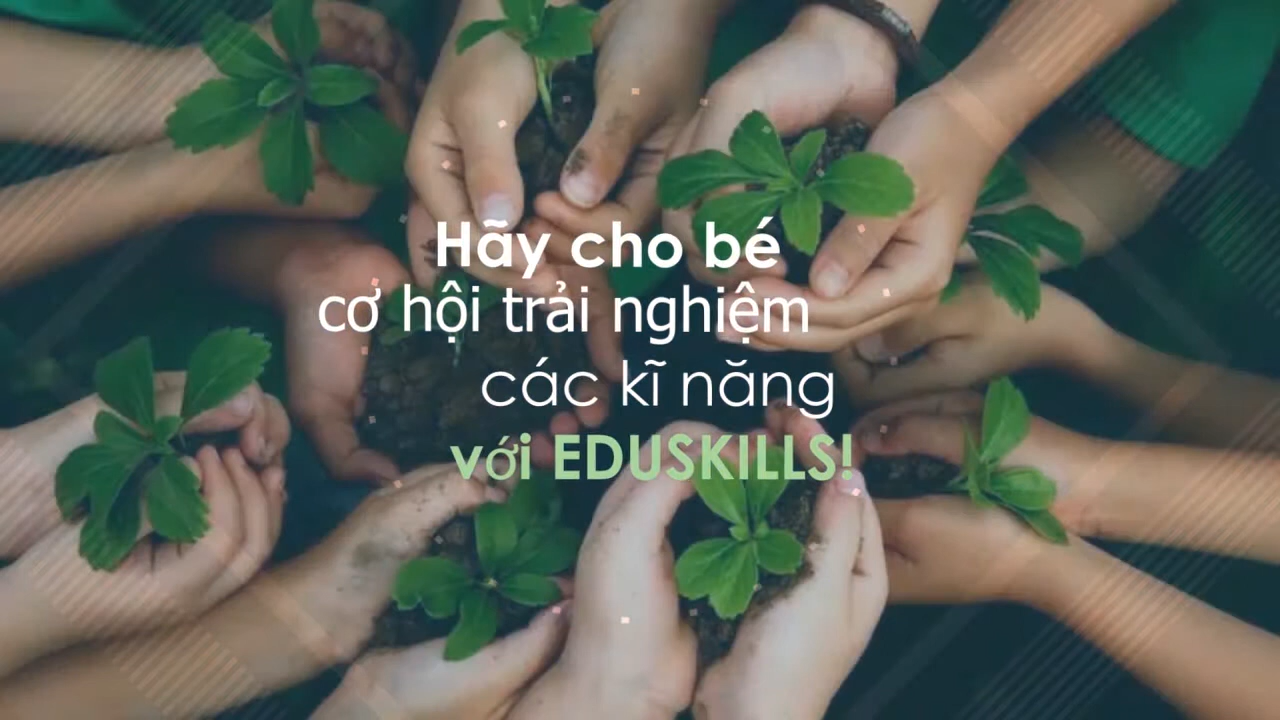 Hãy cho bé
cơ hội trải nghiệm
các kĩ năng
với EDUSKILLS!